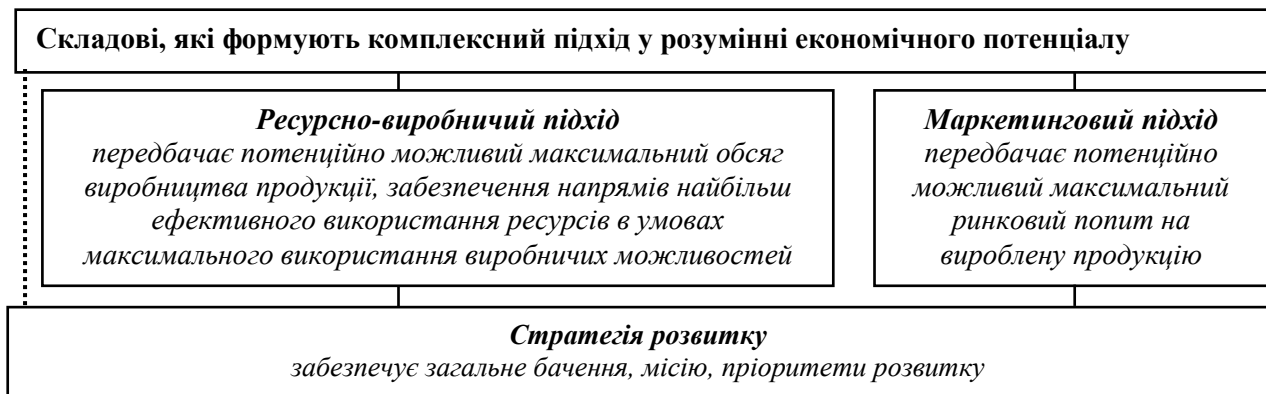 Складові, які формують комплексний підхід у розумінні економічного потенціалу
Ресурсно-виробничий підхід
передбачає потенційно можливий максимальний обсяг
виробництва продукції, забезпечення напрямів найбільш
ефективного використання ресурсів в умовах
максимального використання виробничих можливостей
Маркетинговий підхід
передбачає потенційно
можливий максимальний
ринковий попит на
вироблену продукцію
Стратегія розвитку
забезпечує загальне бачення, місію, пріоритети розвитку